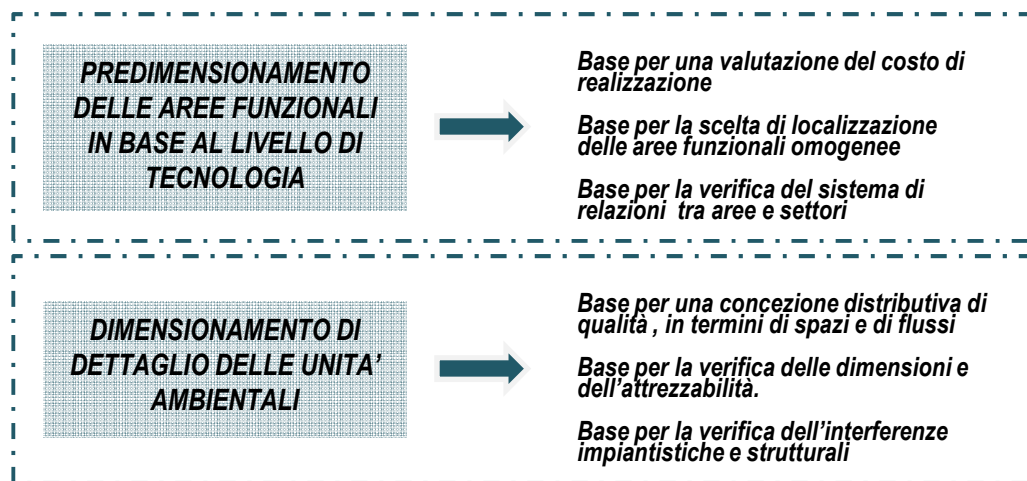 PREDIMENSIONAMENTO
DELLE AREE FUNZIONALI
IN BASE AL LIVELLO DI
TECNOLOGIA
Base per una valutazione del costo di
realizzazione
Base per la scelta di localizzazione
delle aree funzionali omogenee
Base per la verifica del sistema di
relazioni tra aree e settori
DIMENSIONAMENTO DI
DETTAGLIO DELLE UNITA’
AMBIENTALI
Base per una concezione distributiva di
qualità , in termini di spazi e di flussi
Base per la verifica delle dimensioni e
dell’attrezzabilità.
Base per la verifica dell’interferenze
impiantistiche e strutturali